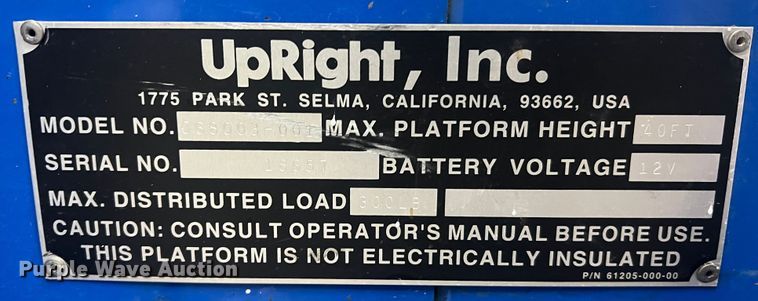 UpRight, Inc.
1775 PARK ST. SELMA, CALIFORNIA, 93662, USA
MODEL NO. MAX. PLATFORM HEIGHT 40FT
SERIAL NO. BATTERY VOLTAGE 12V
MAX. DISTRIBUTED LOAD
CAUTION: CONSULT OPERATOR'S MANUAL BEFORE USE.
THIS PLATFORM IS NOT ELECTRICALLY INSULATED
P/N 61205-000-00
Purple Wave Auction